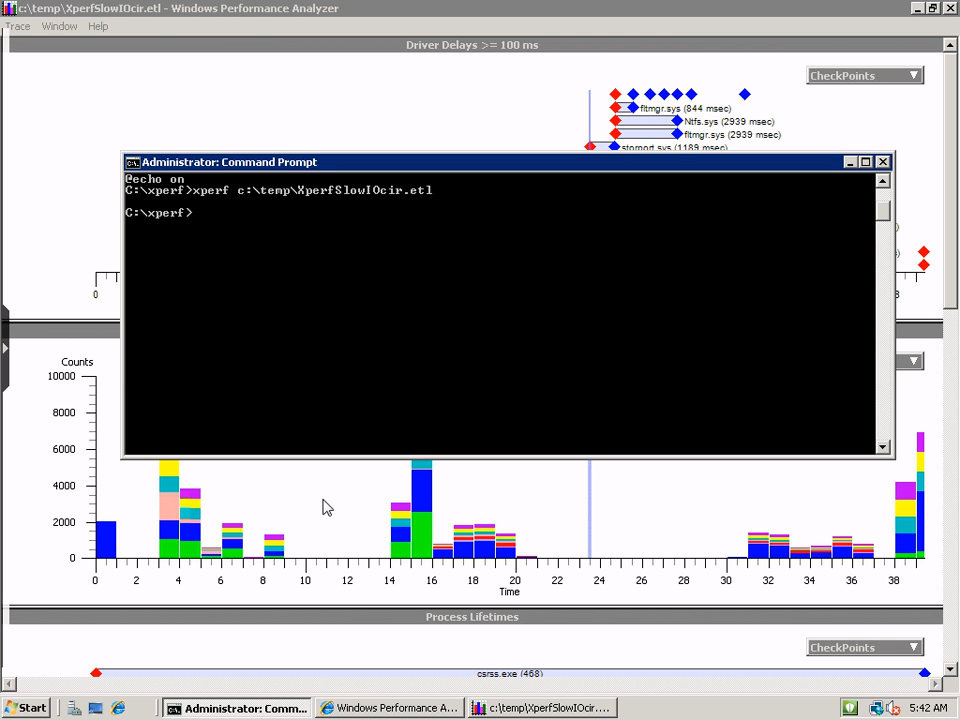 c:\temp\XperfSlowIOcir.etl - Windows Performance Analyzer
Trace Window Help
Driver Delays >= 100 ms
CheckPoints
fltmgr.sys (844 msec)
Ntfs.sys (2939 msec)
fltmgr.sys (2939 msec)
storport.sys (1189 msec)
Administrator: Command Prompt
@echo on
C:\xperf>xperf c:\temp\XperfSlowIOcir.etl
C:\xperf>
0
Counts
10000
8000
6000
4000
2000
0
0 2 4 6 8 10 12 14 16 18 20 22 24 26 28 30 32 34 36 38
Time
Process Lifetimes
CheckPoints
csrss.exe (468)
Start Administrator: Comm... Windows Performance A... c:\temp\XperfSlowIOcir.... 5:42 AM